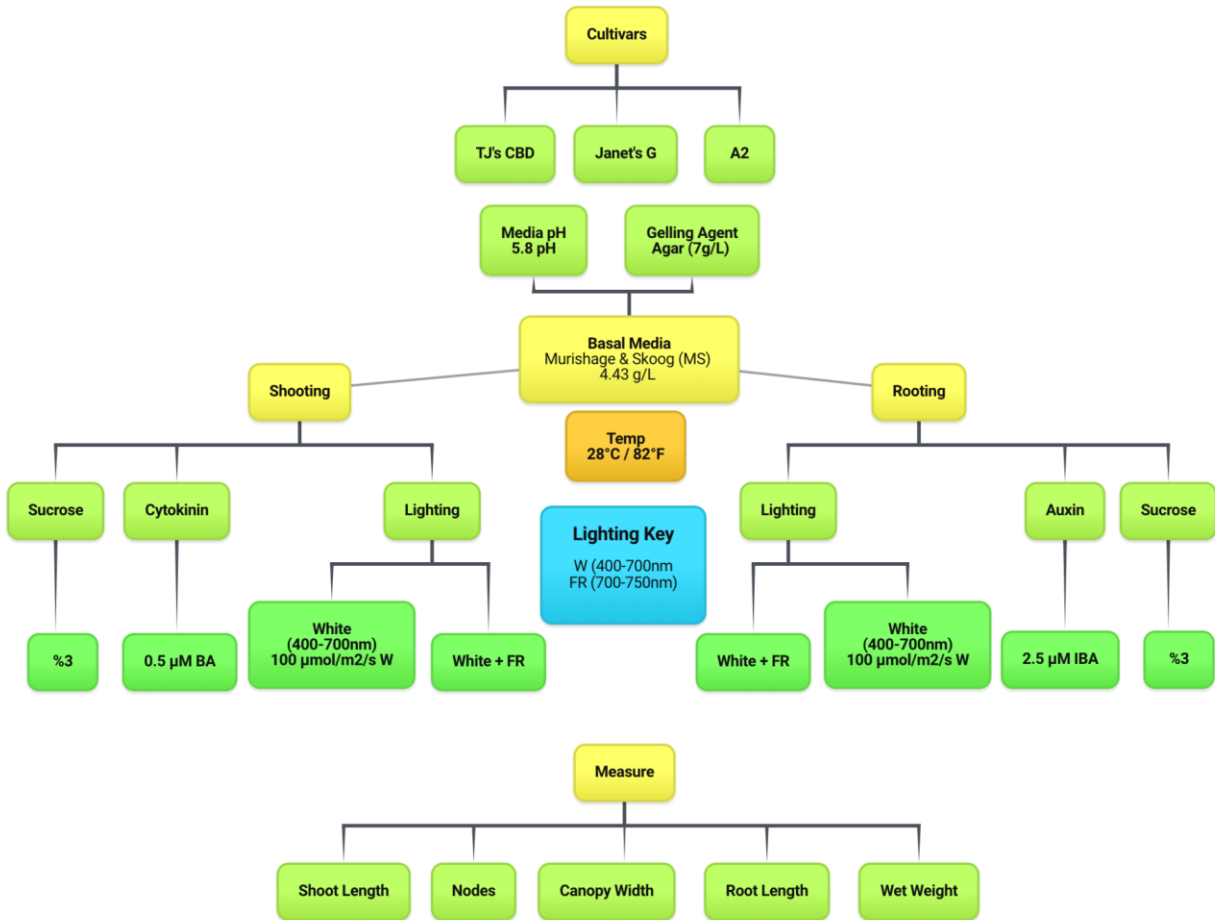 Cultivars
TJ's CBD
Janet's G
A2
Media pH
5.8 pH
Gelling Agent
Agar (7g/L)
Basal Media
Murishage & Skoog (MS)
4.43 g/L
Shooting
Rooting
Temp
28°C / 82°F
Sucrose
Cytokinin
Lighting
Lighting
Auxin
Sucrose
Lighting Key
W (400-700nm
FR (700-750nm)
%3
0.5 µM BA
White
(400-700nm)
100 µmol/m2/s W
White + FR
White + FR
White
(400-700nm)
100 µmol/m2/s W
2.5 µM IBA
%3
Measure
Shoot Length
Nodes
Canopy Width
Root Length
Wet Weight